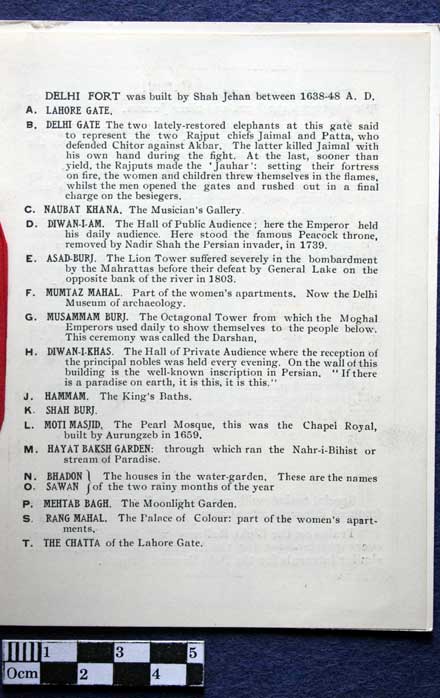 DELHI FORT was built by Shah Jehan between 1638-48 A. D.
A. LAHORE GATE.
B. DELHI GATE The two lately-restored elephants at this gate said
to represent the two Rajput chiefs Jaimal and Patta, who
defended Chitor against Akbar. The latter killed Jaimal with
his own hand during the fight. At the last, sooner than
yield, the Rajputs made the 'Jauhar': setting their fortress
on fire, the women and children threw themselves in the flames,
whilst the men opened the gates and rushed out in a final
charge on the besiegers.
C. NAUBAT KHANA. The Musician's Gallery
D. DIWAN-I-AM. The Hall of Public Audience; here the Emperor held
his daily audience. Here stood the famous Peacock throne,
removed by Nadir Shah the Persian invader, in 1739.
E. ASAD-BURJ. The Lion Tower suffered severely in the bombardment
by the Mahrattas before their defeat by General Lake on the
opposite bank of the river in 1803.
F. MUMTAZ MAHAL. Part of the women's apartments. Now the Delhi
Museum of archaeology.
G. MUSAMMAM BURJ. The Octagonal Tower from which the Moghal
Emperors used daily to show themselves to the people below.
This ceremony was called the Darshan,
H. DIWAN-I-KHAS. The Hall of Private Audience where the reception of
the principal nobles was held every evening. On the wall of this
building is the well-known inscription in Persian. "If there
is a paradise on earth, it is this, it is this."
J. HAMMAM. The King's Baths.
K. SHAH BURJ.
L. MOTI MASJID. The Pearl Mosque, this was the Chapel Royal,
built by Aurungzeb in 1659.
M. HAYAT BAKSH GARDEN: through which ran the Nahr-i-Bihist or
stream of Paradise.
N. BHADON } The houses in the water-garden. These are the names
O. SAWAN } of the two rainy months of the year
P. MEHTAB BAGH. The Moonlight Garden.
S. RANG MAHAL. The Palace of Colour: part of the women's apart-
ments.
T. THE CHATTA of the Lahore Gate.
1 3 5
0cm 2 4